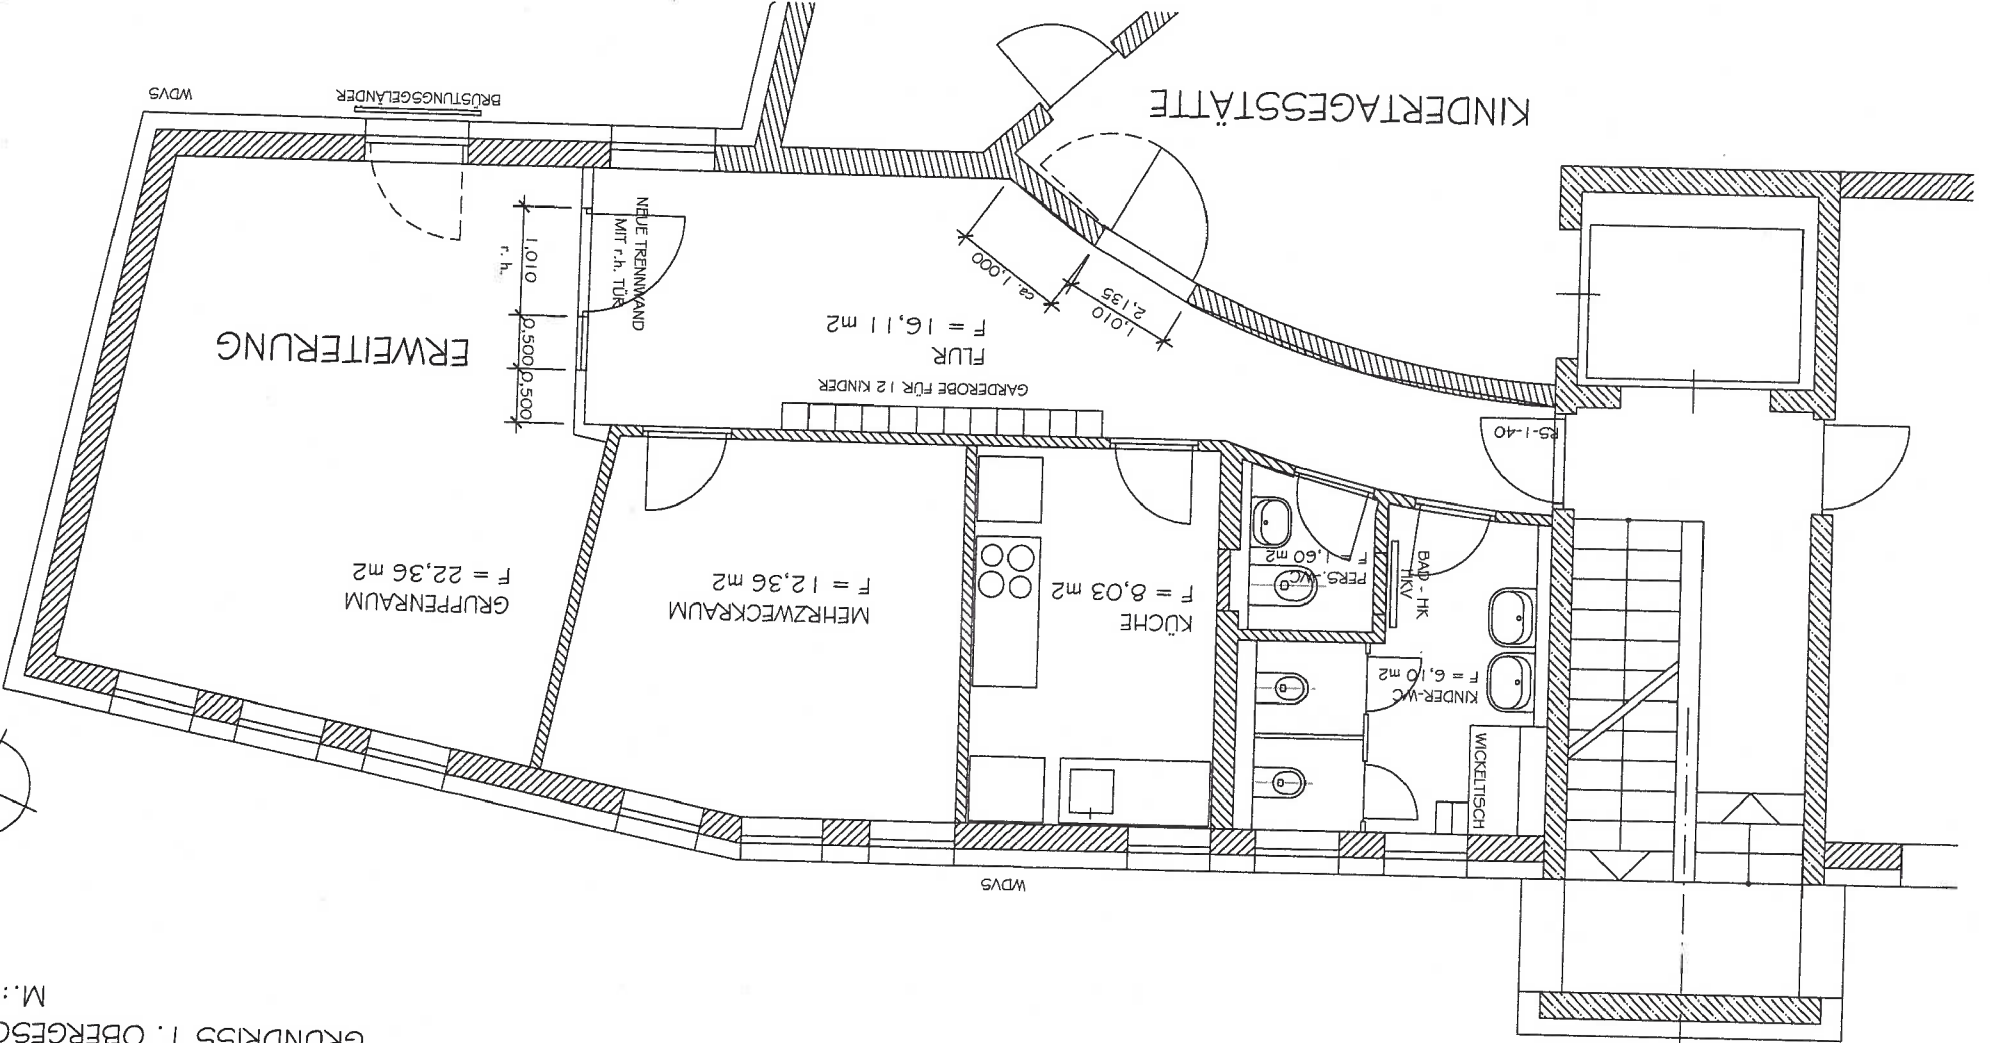 GRUNDRISS 1. OBERGESC
M.:
WDVS
WICKELTISCH
KINDER-WC
F = 6,10 m2
BAD - HK
HKV
PERS.-WC
F = 1,60 m2
KÜCHE
F = 8,03 m2
MEHRZWECKRAUM
F = 12,36 m2
GRUPPENRAUM
F = 22,36 m2
RS-1-40
GARDEROBE FÜR 12 KINDER
FLUR
F = 16,11 m2
ERWEITERUNG
0,500
0,500
1,010
r. h.
NEUE TRENNWAND
MIT r.h. TÜR
1,010
2,135
ca. 1,000
KINDERTAGESSTÄTTE
BRÜSTUNGSGELÄNDER
WDVS